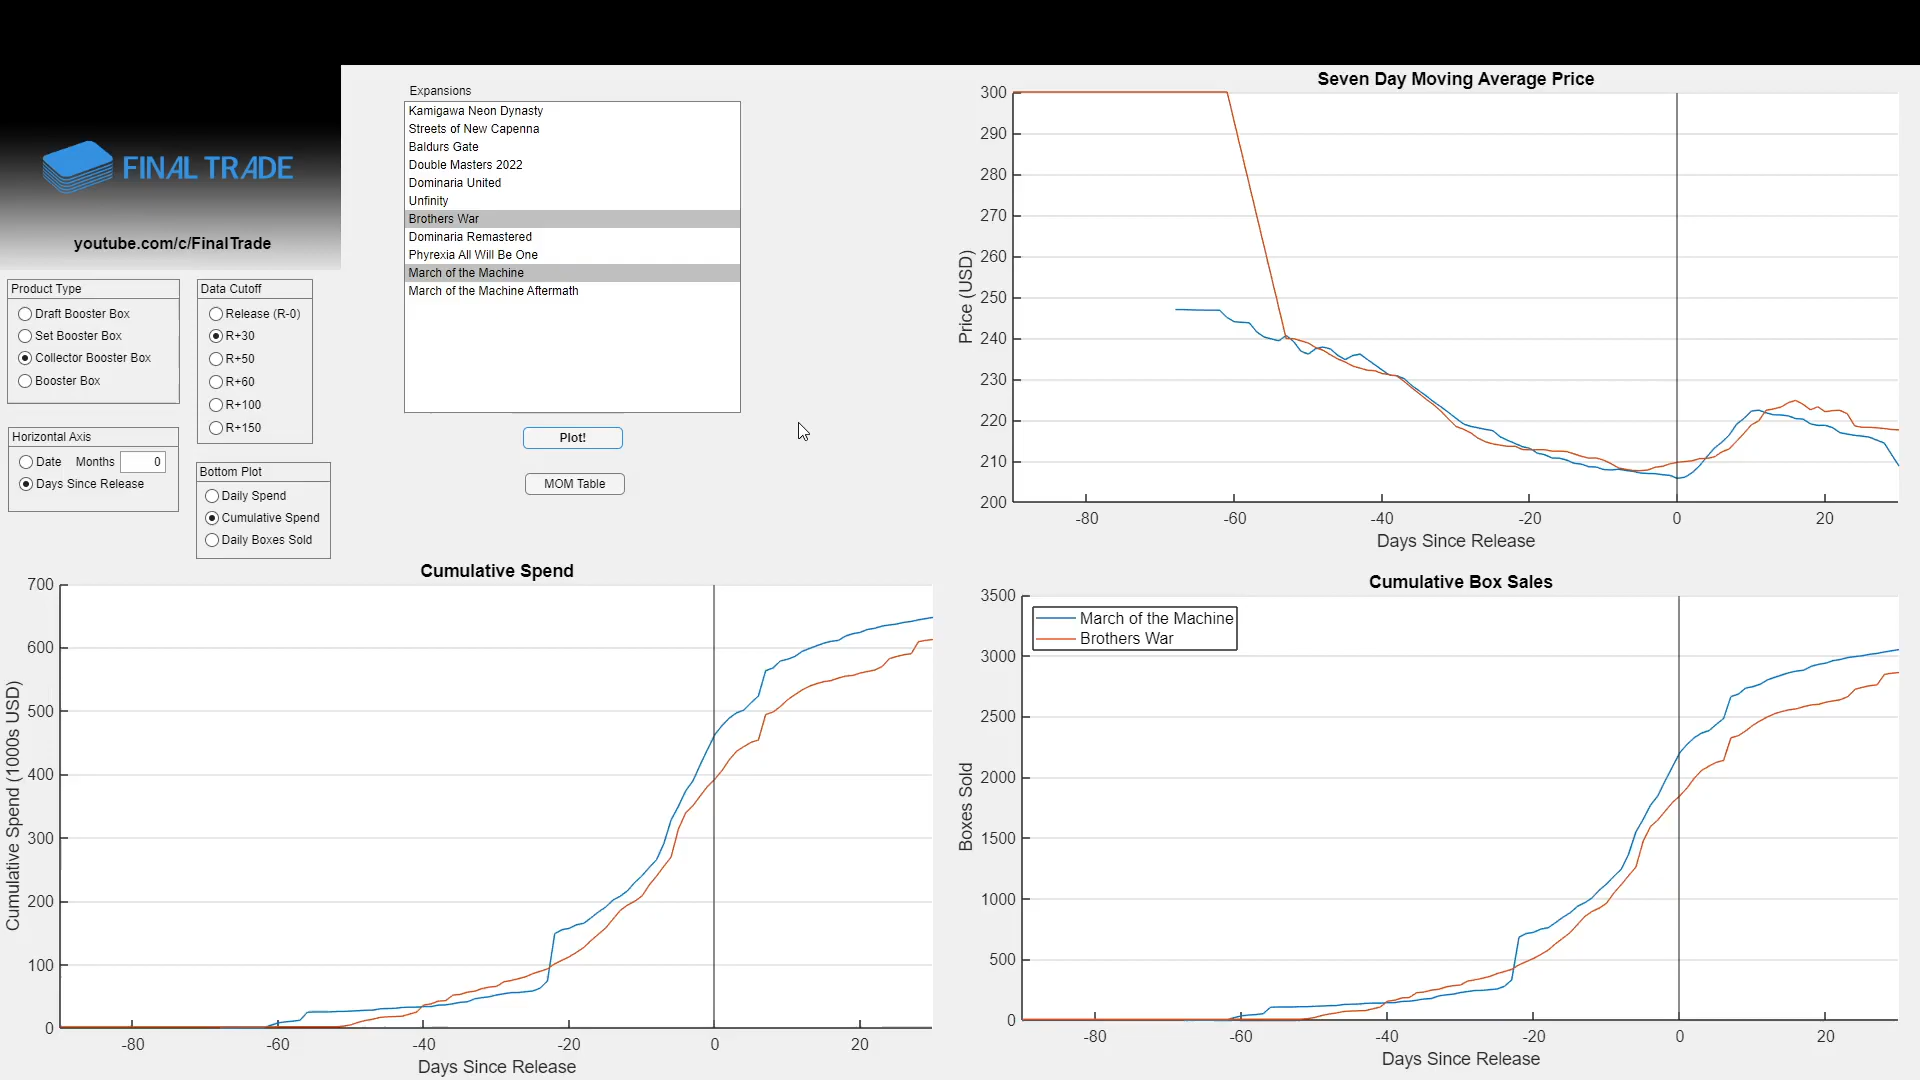 FINAL TRADE
youtube.com/c/FinalTrade
Expansions
Kamigawa Neon Dynasty
Streets of New Capenna
Baldurs Gate
Double Masters 2022
Dominaria United
Unfinity
Brothers War
Dominaria Remastered
Phyrexia All Will Be One
March of the Machine
March of the Machine Aftermath
Product Type
Draft Booster Box
Set Booster Box
Collector Booster Box
Booster Box
Data Cutoff
Release (R-0)
R+30
R+50
R+60
R+100
R+150
Horizontal Axis
Date Months 0
Days Since Release
Bottom Plot
Daily Spend
Cumulative Spend
Daily Boxes Sold
Plot!
MOM Table
Seven Day Moving Average Price
Price (USD)
300
290
280
270
260
250
240
230
220
210
200
-80 -60 -40 -20 0 20
Days Since Release
Cumulative Spend
Cumulative Spend (1000s USD)
700
600
500
400
300
200
100
0
-80 -60 -40 -20 0 20
Days Since Release
Cumulative Box Sales
March of the Machine
Brothers War
Boxes Sold
3500
3000
2500
2000
1500
1000
500
0
-80 -60 -40 -20 0 20
Days Since Release